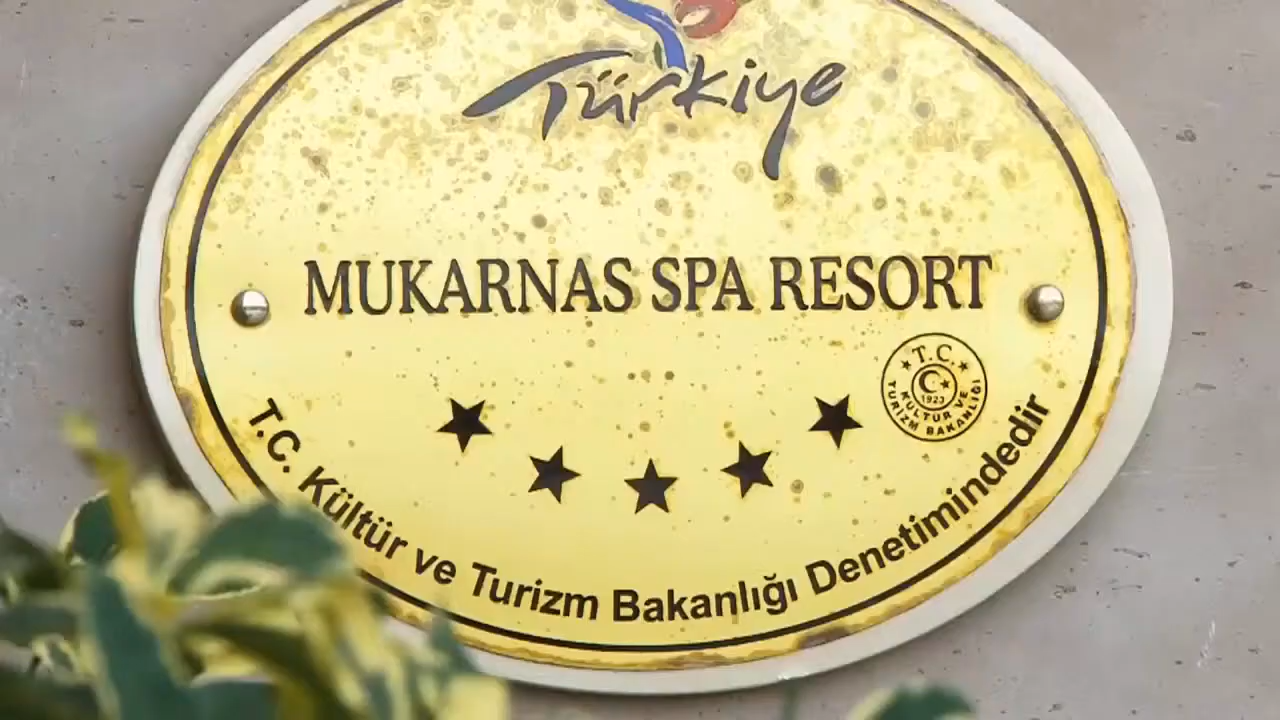 Türkiye
MUKARNAS SPA RESORT
T.C.
1923
KÜLTÜR VE
TURİZM BAKANLIĞI
T.C. Kültür ve Turizm Bakanlığı Denetimindedir